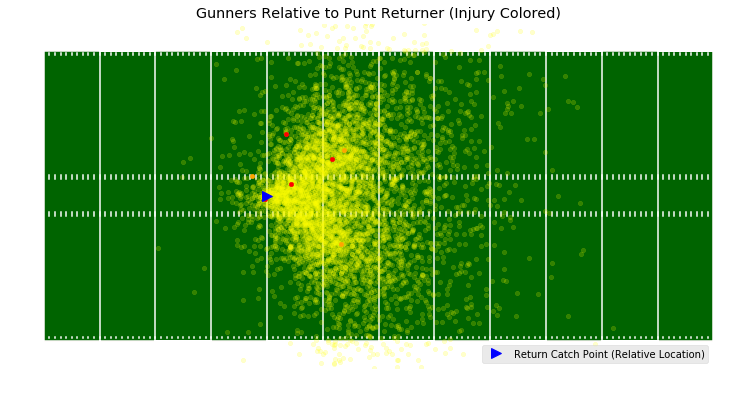 Gunners Relative to Punt Returner (Injury Colored)
Return Catch Point (Relative Location)